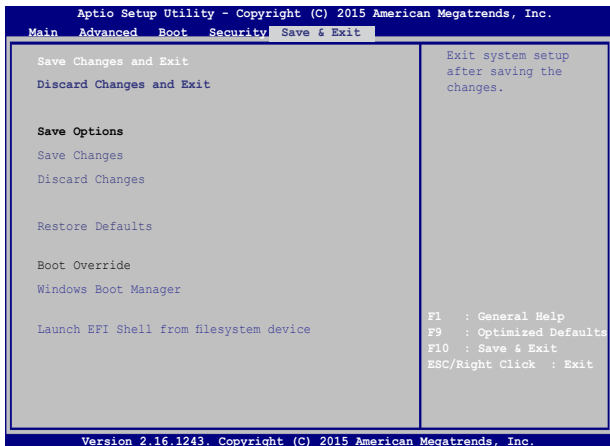 Aptio Setup Utility - Copyright (C) 2015 American Megatrends, Inc.
Main Advanced Boot Security Save & Exit
Save Changes and Exit
Discard Changes and Exit
Save Options
Save Changes
Discard Changes
Restore Defaults
Boot Override
Windows Boot Manager
Launch EFI Shell from filesystem device
Exit system setup
after saving the
changes.
F1 : General Help
F9 : Optimized Defaults
F10 : Save & Exit
ESC/Right Click : Exit
Version 2.16.1243. Copyright (C) 2015 American Megatrends, Inc.